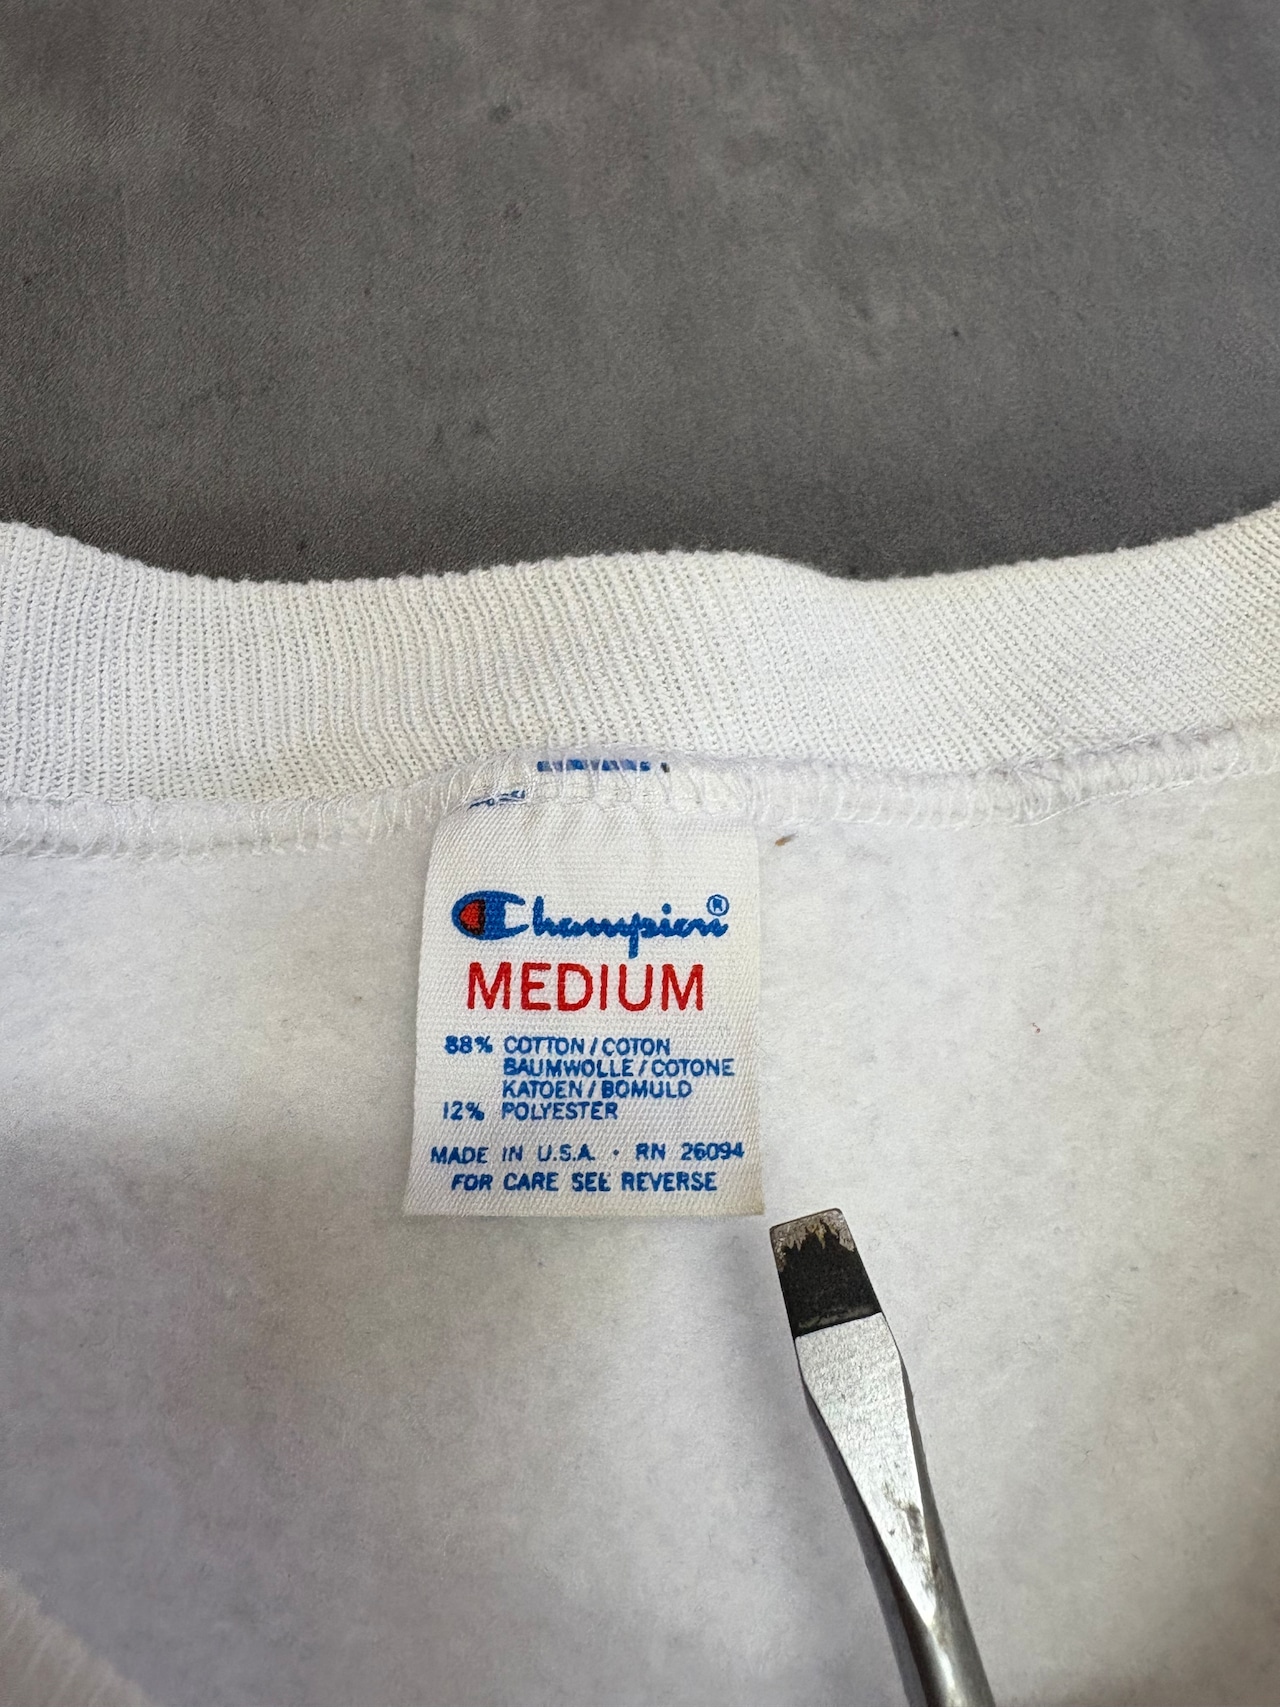 Champion®
MEDIUM
88% COTTON / COTON
BAUMWOLLE / COTONE
KATOEN / BOMULD
12% POLYESTER
MADE IN U.S.A. · RN 26094
FOR CARE SEE REVERSE